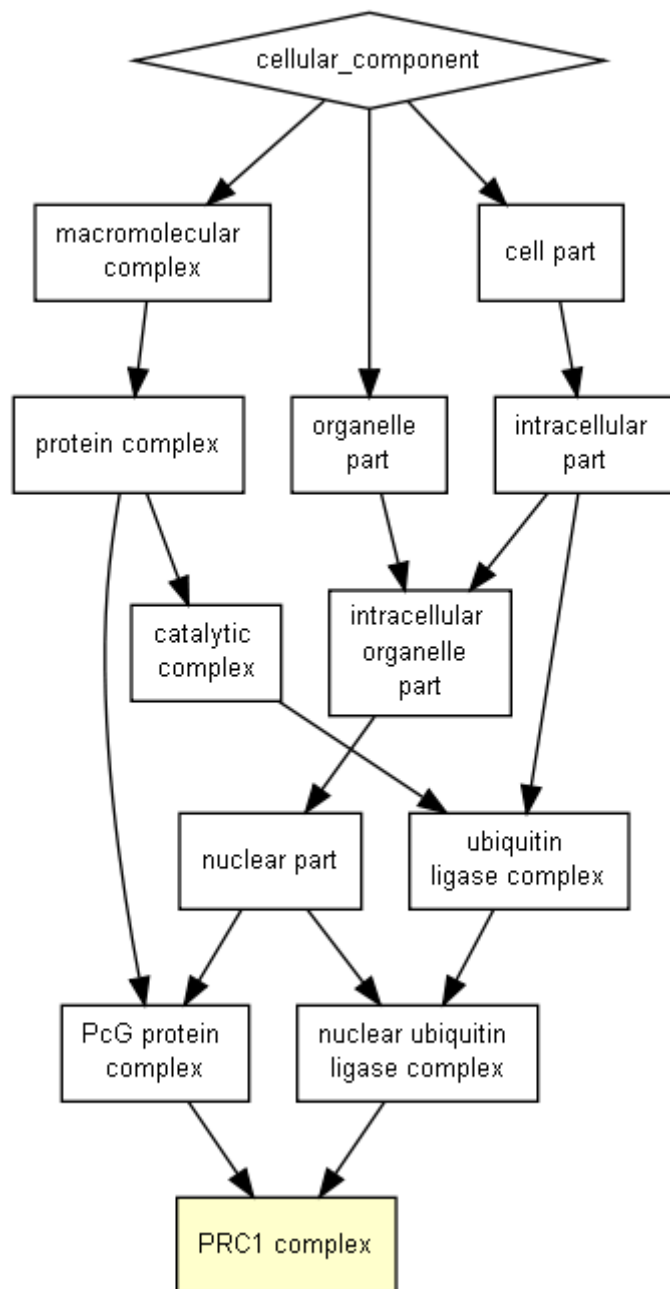 cellular_component
macromolecular
complex
cell part
protein complex
organelle
part
intracellular
part
catalytic
complex
intracellular
organelle
part
nuclear part
ubiquitin
ligase complex
PcG protein
complex
nuclear ubiquitin
ligase complex
PRC1 complex